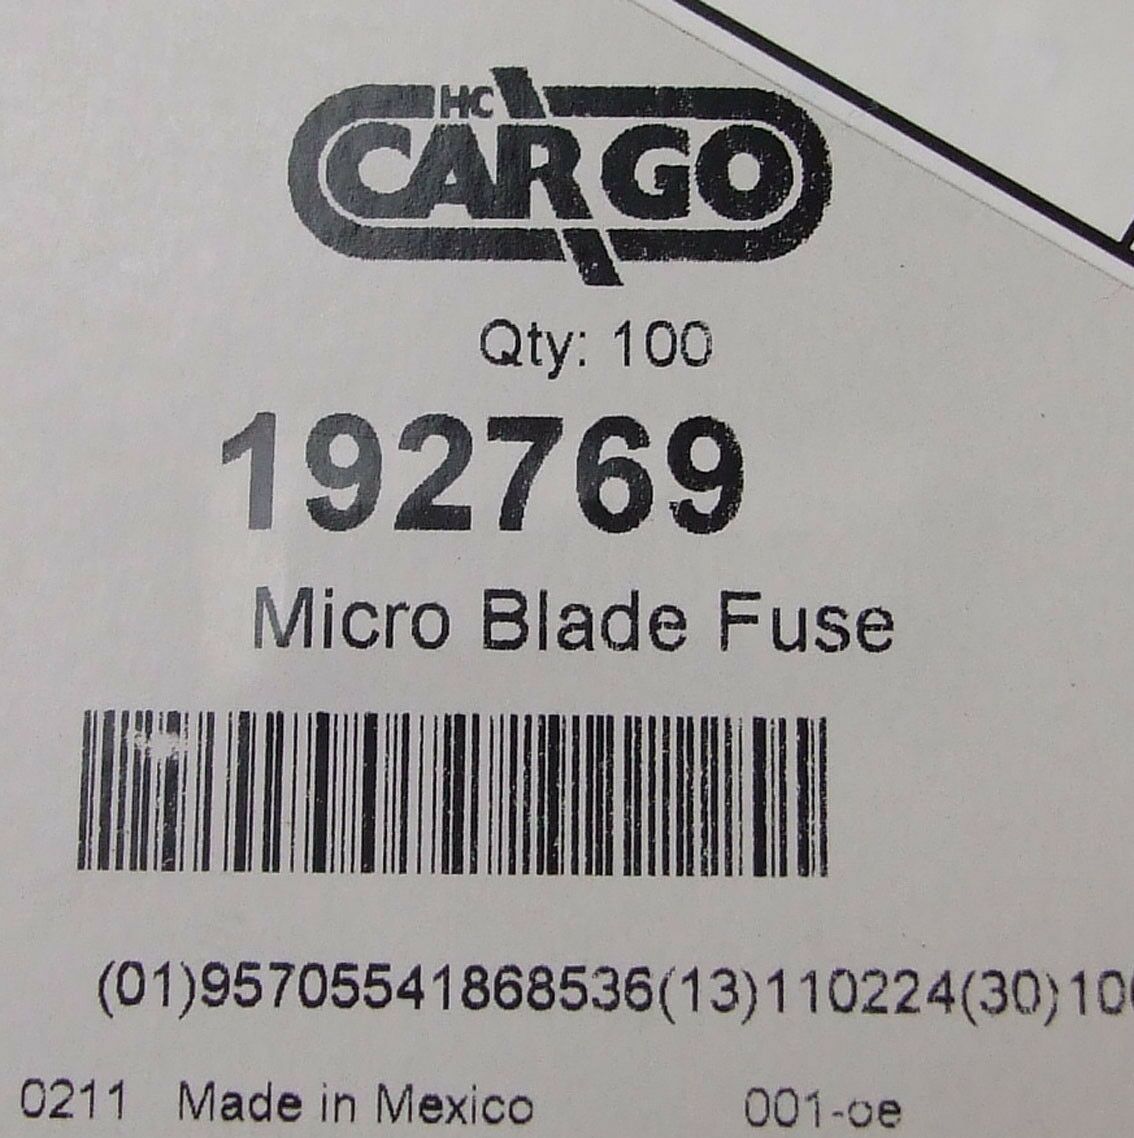 HC
CARGO
Qty: 100
192769
Micro Blade Fuse
(01)95705541868536(13)110224(30)10
0211 Made in Mexico 001-oe